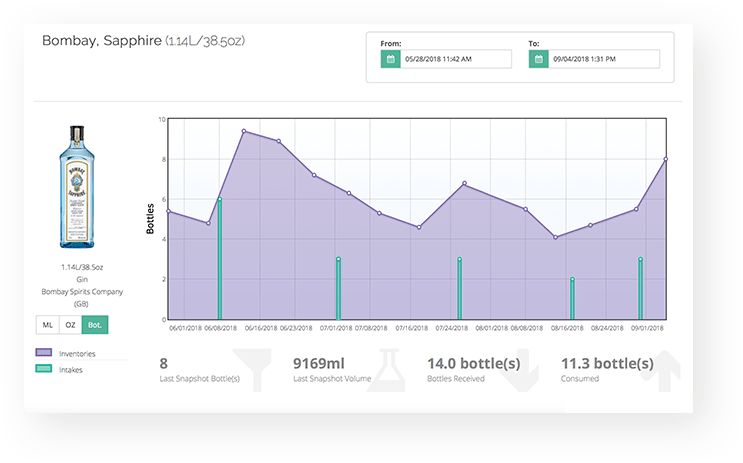 Bombay, Sapphire (1.14L/38.5oz)
From:
05/28/2018 11:42 AM
To:
09/04/2018 1:31 PM
10
8
6
4
2
0
Bottles
06/01/2018 06/08/2018 06/16/2018 06/23/2018 07/01/2018 07/08/2018 07/16/2018 07/24/2018 08/01/2018 08/08/2018 08/16/2018 08/24/2018 09/01/2018
BOMBAY
SAPPHIRE
1.14L/38.5oz
Gin
Bombay Spirits Company
(GB)
ML OZ Bot.
Inventories
Intakes
8
Last Snapshot Bottle(s)
9169ml
Last Snapshot Volume
14.0 bottle(s)
Bottles Received
11.3 bottle(s)
Consumed